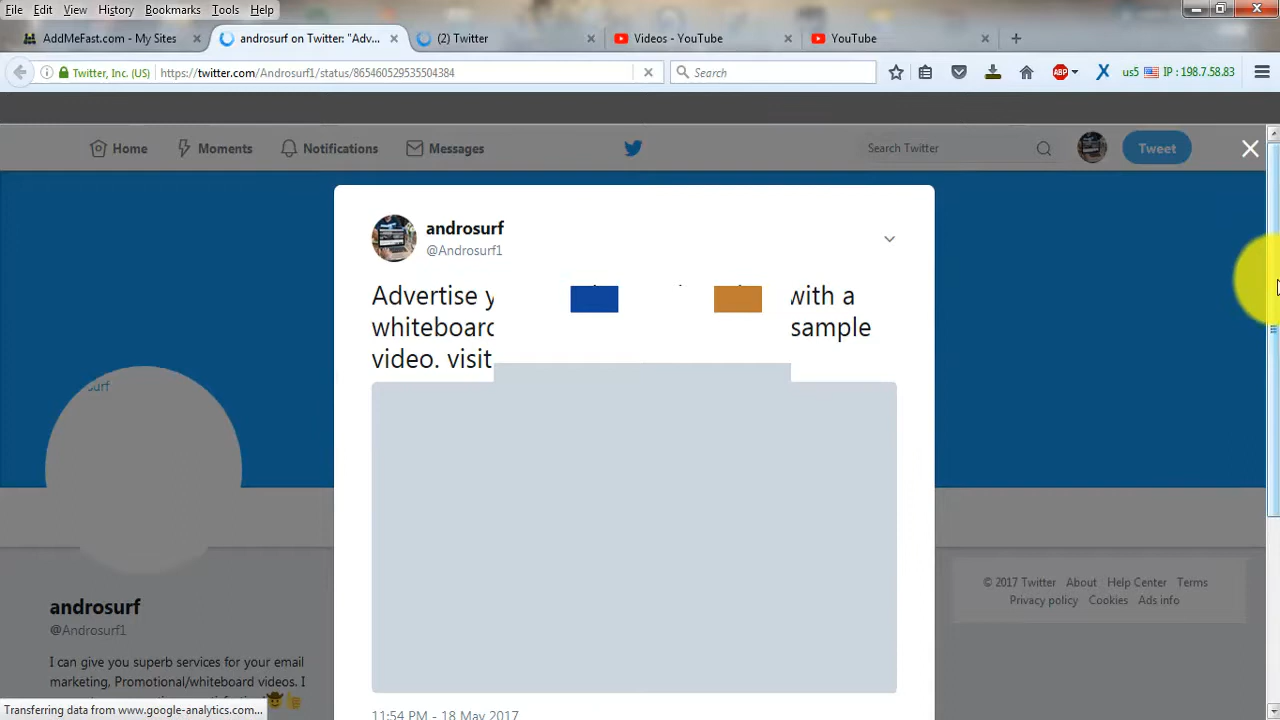 File Edit View History Bookmarks Tools Help
AddMeFast.com - My Sites
androsurf on Twitter: "Adv...
(2) Twitter
Videos - YouTube
YouTube
Twitter, Inc. (US)
https://twitter.com/Androsurf1/status/865460529535504384
Search
ABP
us5
IP : 198.7.58.83
Home
Moments
Notifications
Messages
Search Twitter
Tweet
androsurf
@Androsurf1
Advertise with a
whiteboard sample
video. visit
11:54 PM - 18 May 2017
surf
androsurf
@Androsurf1
I can give you superb services for your email
marketing, Promotional/whiteboard videos. I
© 2017 Twitter About Help Center Terms
Privacy policy Cookies Ads info
Transferring data from www.google-analytics.com...